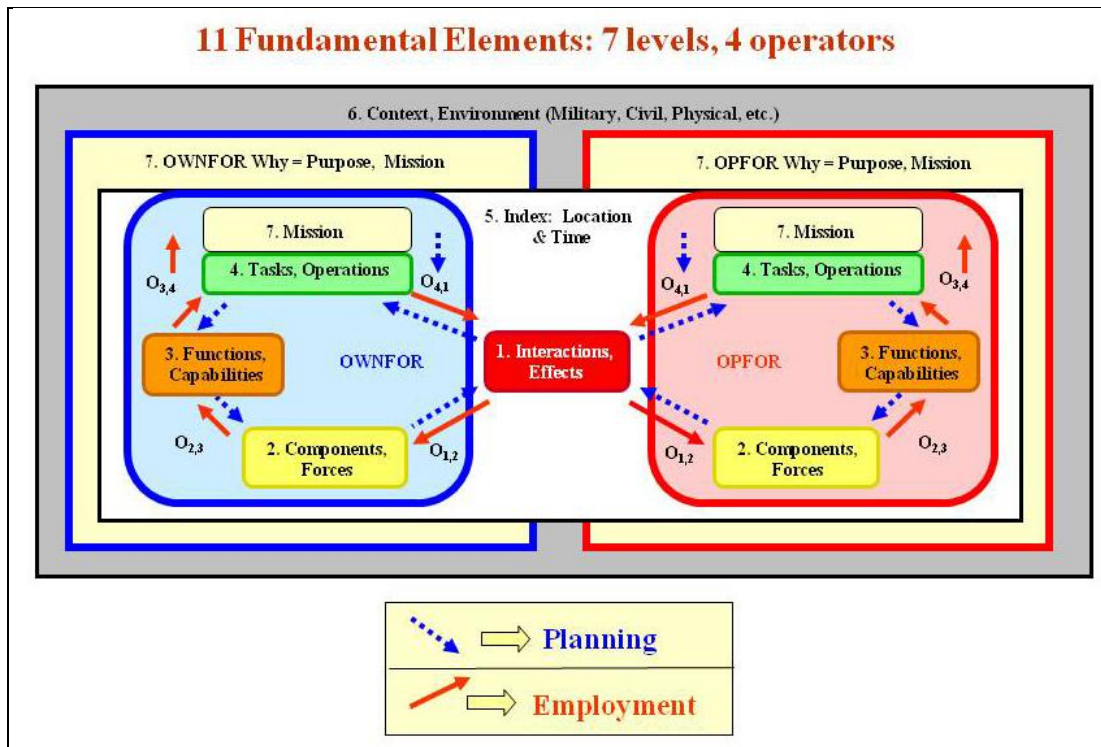 11 Fundamental Elements: 7 levels, 4 operators
6. Context, Environment (Military, Civil, Physical, etc.)
7. OWNFOR Why = Purpose, Mission
7. OPFOR Why = Purpose, Mission
5. Index: Location
& Time
7. Mission
4. Tasks, Operations
O3,4
O4,1
3. Functions,
Capabilities
OWNFOR
O2,3
2. Components,
Forces
O1,2
1. Interactions,
Effects
7. Mission
4. Tasks, Operations
O4,1
O3,4
OPFOR
3. Functions,
Capabilities
O1,2
2. Components,
Forces
O2,3
Planning
Employment